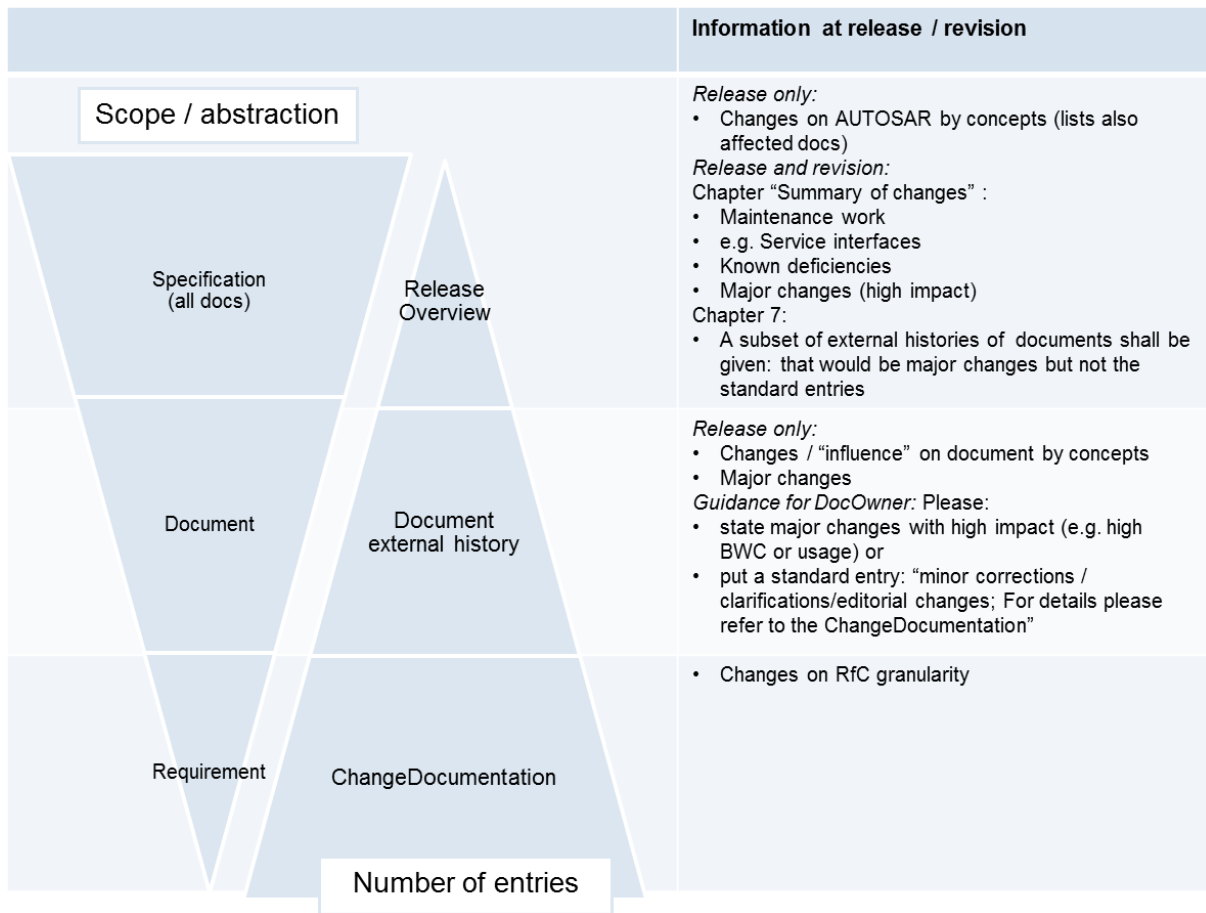 Information at release / revision
Scope / abstraction
Specification
(all docs)
Release
Overview
Release only:
• Changes on AUTOSAR by concepts (lists also
affected docs)
Release and revision:
Chapter “Summary of changes” :
• Maintenance work
• e.g. Service interfaces
• Known deficiencies
• Major changes (high impact)
Chapter 7:
• A subset of external histories of documents shall be
given: that would be major changes but not the
standard entries
Document
Document
external history
Release only:
• Changes / “influence” on document by concepts
• Major changes
Guidance for DocOwner: Please:
• state major changes with high impact (e.g. high
BWC or usage) or
• put a standard entry: “minor corrections /
clarifications/editorial changes; For details please
refer to the ChangeDocumentation”
Requirement
ChangeDocumentation
• Changes on RfC granularity
Number of entries